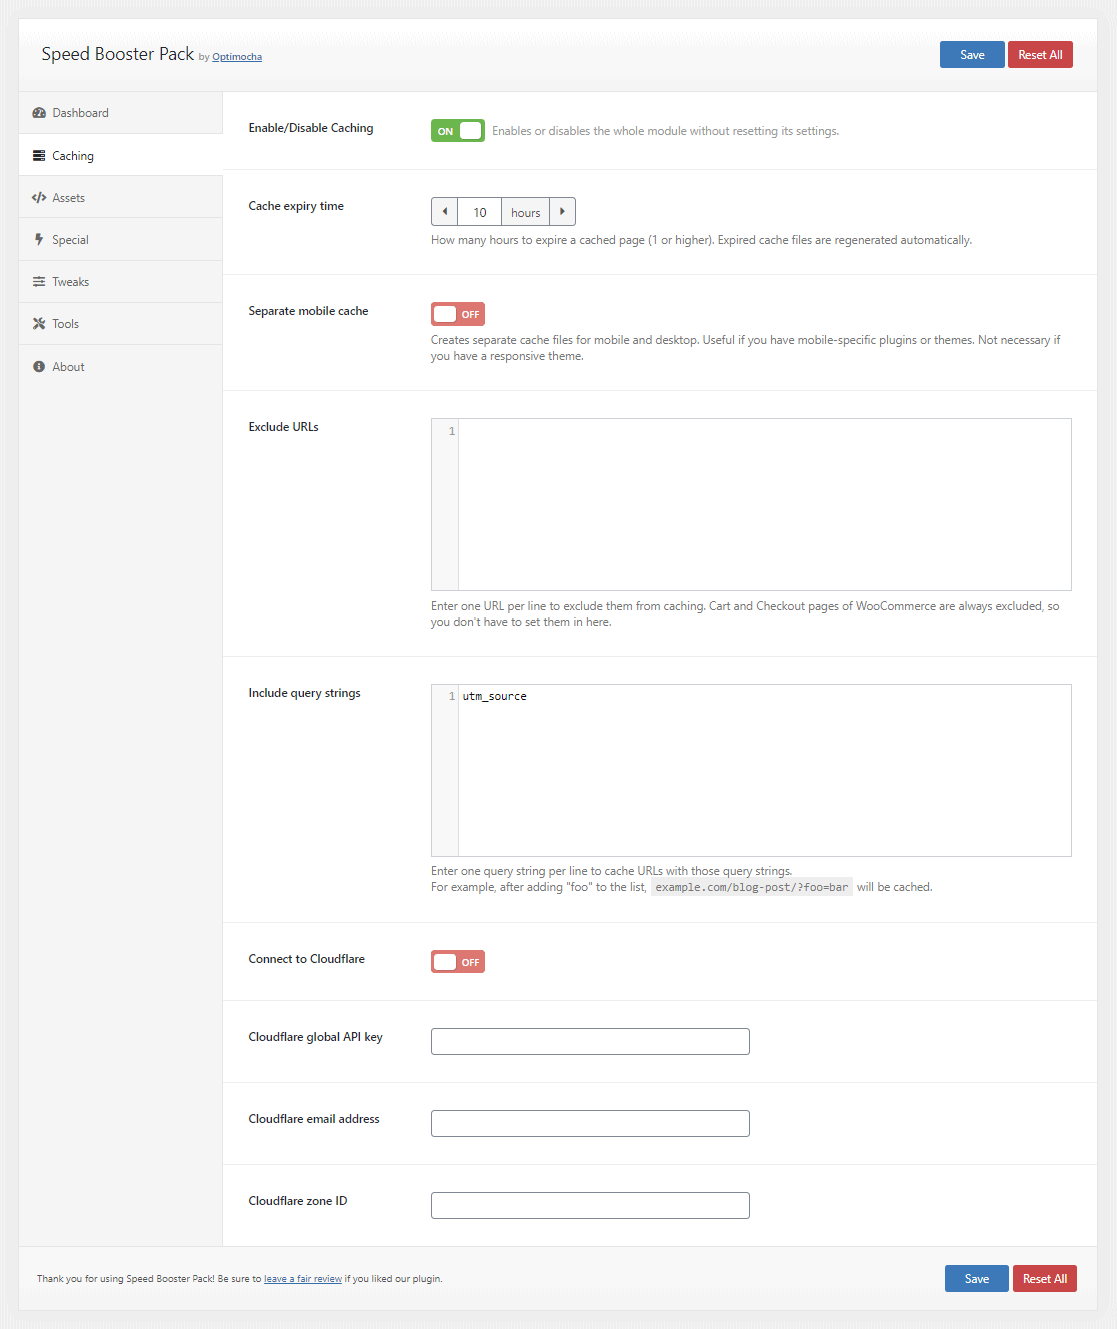 Speed Booster Pack by Optimocha
Save
Reset All
Dashboard
Caching
Assets
Special
Tweaks
Tools
About
Enable/Disable Caching
ON
Enables or disables the whole module without resetting its settings.
Cache expiry time
10
hours
How many hours to expire a cached page (1 or higher). Expired cache files are regenerated automatically.
Separate mobile cache
OFF
Creates separate cache files for mobile and desktop. Useful if you have mobile-specific plugins or themes. Not necessary if
you have a responsive theme.
Exclude URLs
1
Enter one URL per line to exclude them from caching. Cart and Checkout pages of WooCommerce are always excluded, so
you don't have to set them in here.
Include query strings
1 utm_source
Enter one query string per line to cache URLs with those query strings.
For example, after adding "foo" to the list, example.com/blog-post/?foo=bar will be cached.
Connect to Cloudflare
OFF
Cloudflare global API key
Cloudflare email address
Cloudflare zone ID
Thank you for using Speed Booster Pack! Be sure to leave a fair review if you liked our plugin.
Save
Reset All